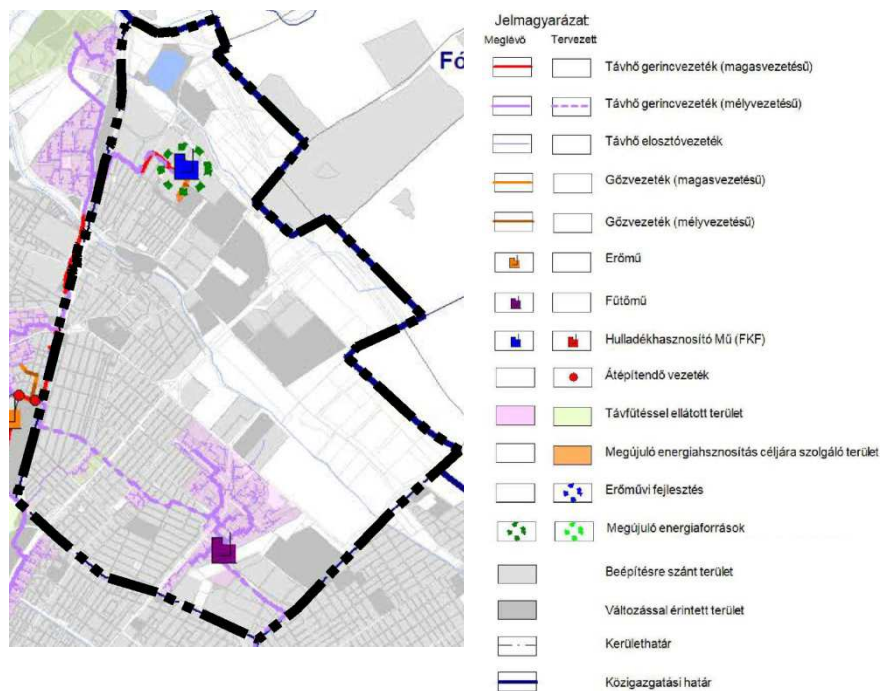 Fó
Jelmagyarázat:
Meglévő Tervezett
Távhő gerincvezeték (magasvezetésű)
Távhő gerincvezeték (mélyvezetésű)
Távhő elosztóvezeték
Gőzvezeték (magasvezetésű)
Gőzvezeték (mélyvezetésű)
Erőmű
Fűtőmű
Hulladékhasznosító Mű (FKF)
Átépítendő vezeték
Távfűtéssel ellátott terület
Megújuló energiahsznosítás céljára szolgáló terület
Erőművi fejlesztés
Megújuló energiaforrások
Beépítésre szánt terület
Változással érintett terület
Kerülethatár
Közigazgatási határ